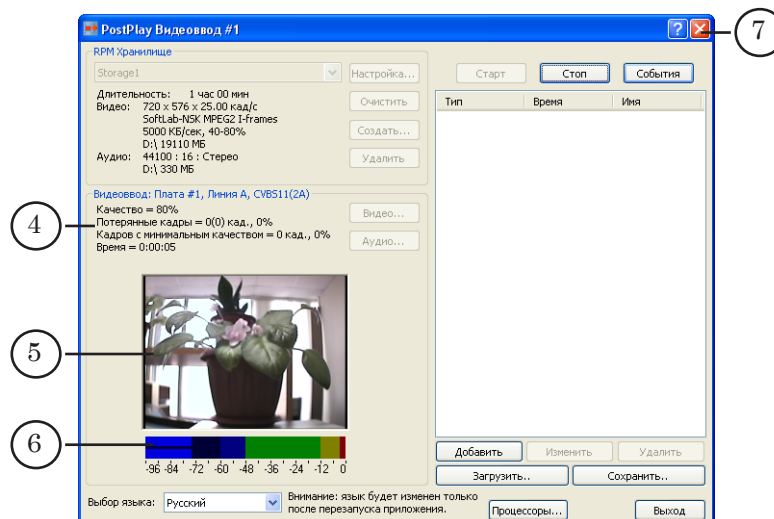 PostPlay Видеоввод #1
7
RPM Хранилище
Storage1
Настройка...
Старт
Стоп
События
Длительность: 1 час 00 мин
Видео: 720 x 576 x 25.00 кад/с
SoftLab-NSK MPEG2 I-frames
5000 КБ/сек, 40-80%
D:\ 19110 МБ
Аудио: 44100 : 16 : Стерео
D:\ 330 МБ
Очистить
Создать...
Удалить
Тип
Время
Имя
Видеоввод: Плата #1, Линия A, CVBS11(2A)
4
Качество = 80%
Потерянные кадры = 0(0) кад., 0%
Кадров с минимальным качеством = 0 кад., 0%
Время = 0:00:05
Видео...
Аудио...
5
6
-96 -84 -72 -60 -48 -36 -24 -12 0
Добавить
Изменить
Удалить
Загрузить..
Сохранить..
Выбор языка:
Русский
Внимание: язык будет изменен только
после перезапуска приложения.
Процессоры...
Выход